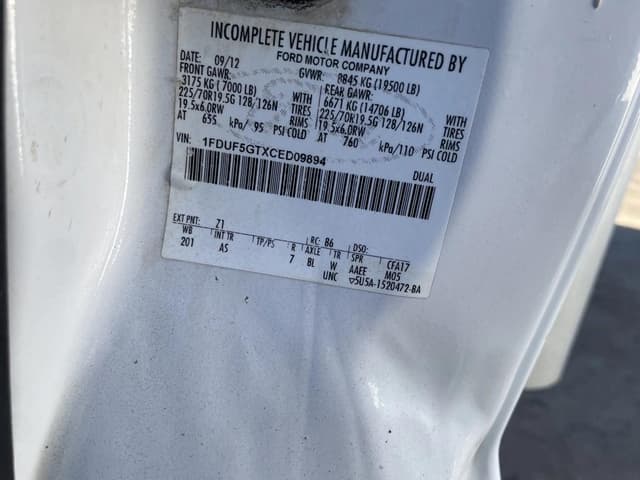 INCOMPLETE VEHICLE MANUFACTURED BY
FORD MOTOR COMPANY
DATE: 09/12 GVWR: 8845 KG (19500 LB)
FRONT GAWR: REAR GAWR: DUAL
3175 KG (7000 LB) WITH 6671 KG (14706 LB) WITH
225/70R19.5G 128/126N TIRES 225/70R19.5G 128/126N TIRES
19.5x6.0RW RIMS 19.5x6.0RW RIMS
AT 655 kPa/ 95 PSI COLD AT 760 kPa/110 PSI COLD
VIN: 1FDUF5GTXCED09894
EXT PNT: Z1 RC: B6 DSO:
WB INT TR TP/PS R AXLE TR SPR CFA17
201 AS 7 BL W AAEE M05
UNC ▽5U5A-1520472-BA